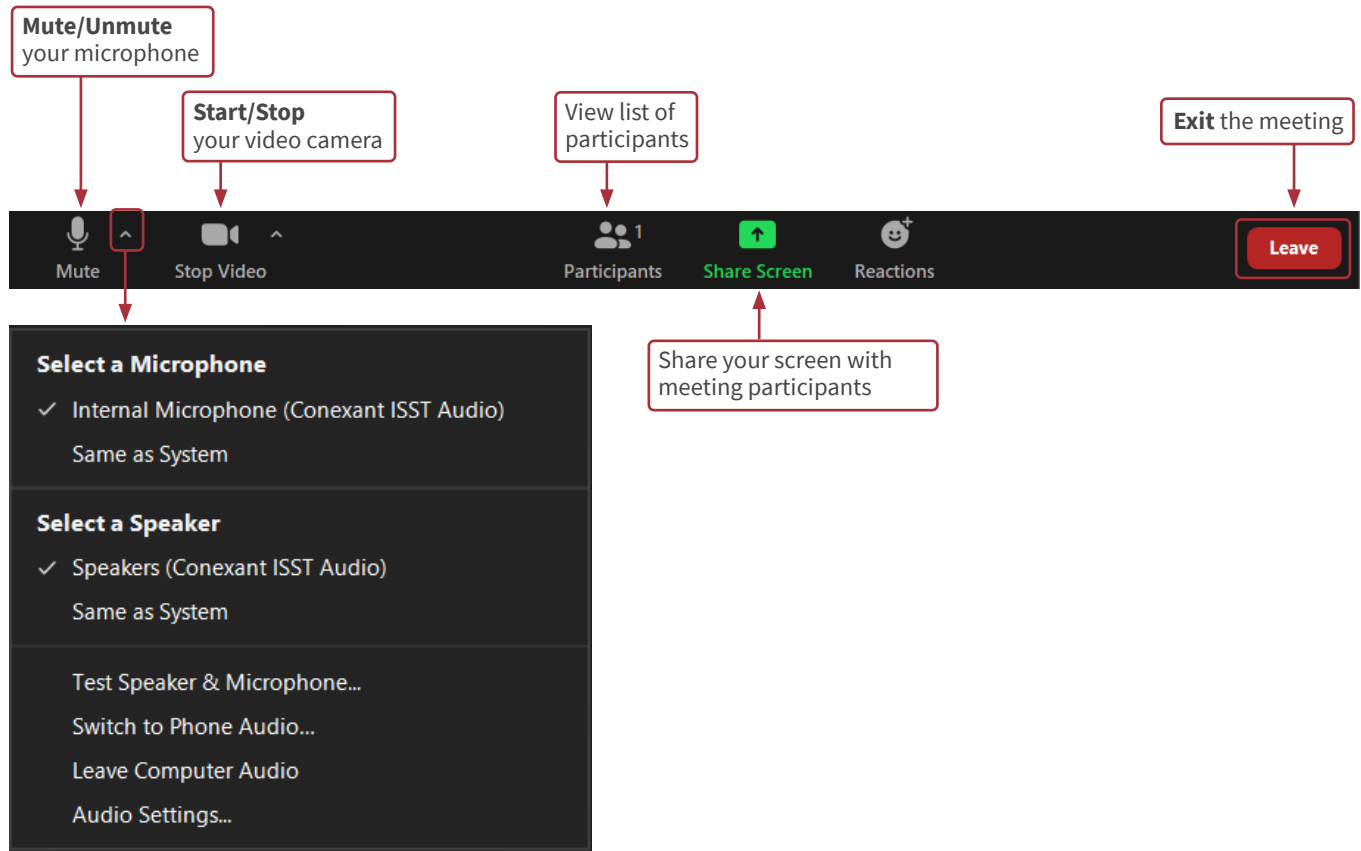 Mute/Unmute
your microphone
Start/Stop
your video camera
View list of
participants
Exit the meeting
1
Mute
Stop Video
Participants
Share Screen
Reactions
Leave
Share your screen with
meeting participants
Select a Microphone
Internal Microphone (Conexant ISST Audio)
Same as System
Select a Speaker
Speakers (Conexant ISST Audio)
Same as System
Test Speaker & Microphone...
Switch to Phone Audio...
Leave Computer Audio
Audio Settings...